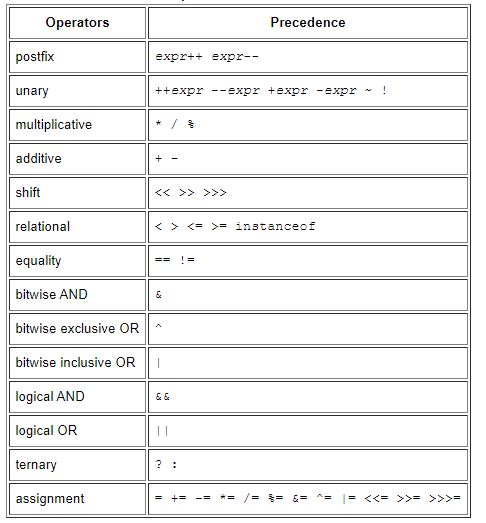 Operators Precedence
postfix expr++ expr--
unary ++expr --expr +expr -expr ~ !
multiplicative * / %
additive + -
shift << >> >>>
relational < > <= >= instanceof
equality == !=
bitwise AND &
bitwise exclusive OR ^
bitwise inclusive OR |
logical AND &&
logical OR ||
ternary ? :
assignment = += -= *= /= %= &= ^= |= <<= >>= >>>=